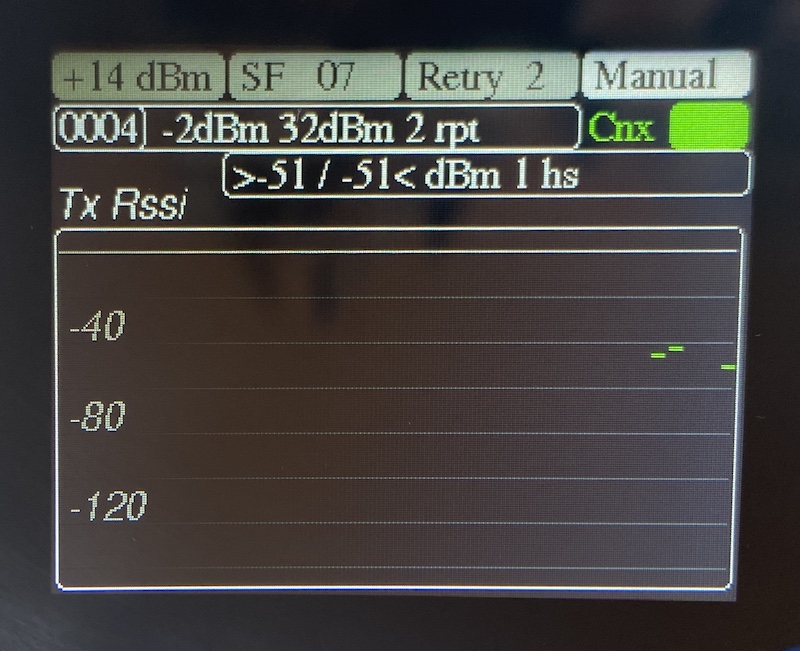 +14 dBm SF 07 Retry 2 Manual
0004 -2dBm 32dBm 2 rpt Cnx
>-51 / -51< dBm 1 hs
Tx Rssi
-40
-80
-120